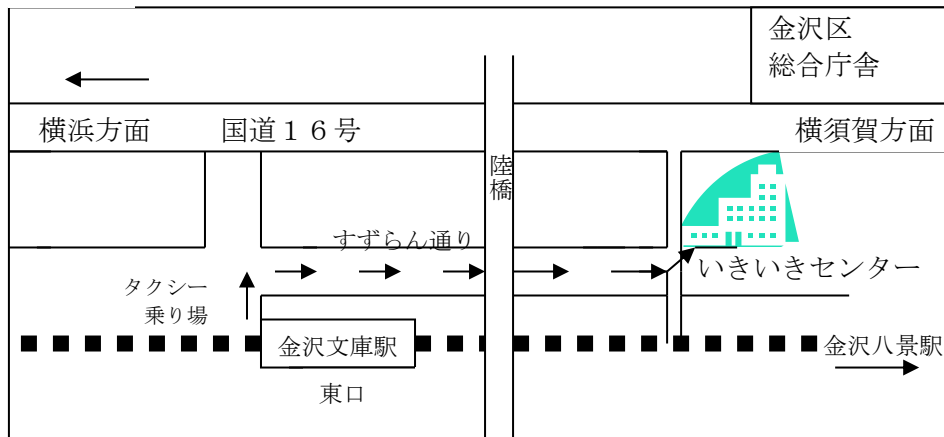 金沢区
総合庁舎
横浜方面
国道１６号
横須賀方面
陸橋
すずらん通り
いきいきセンター
タクシー
乗り場
金沢文庫駅
金沢八景駅
東口